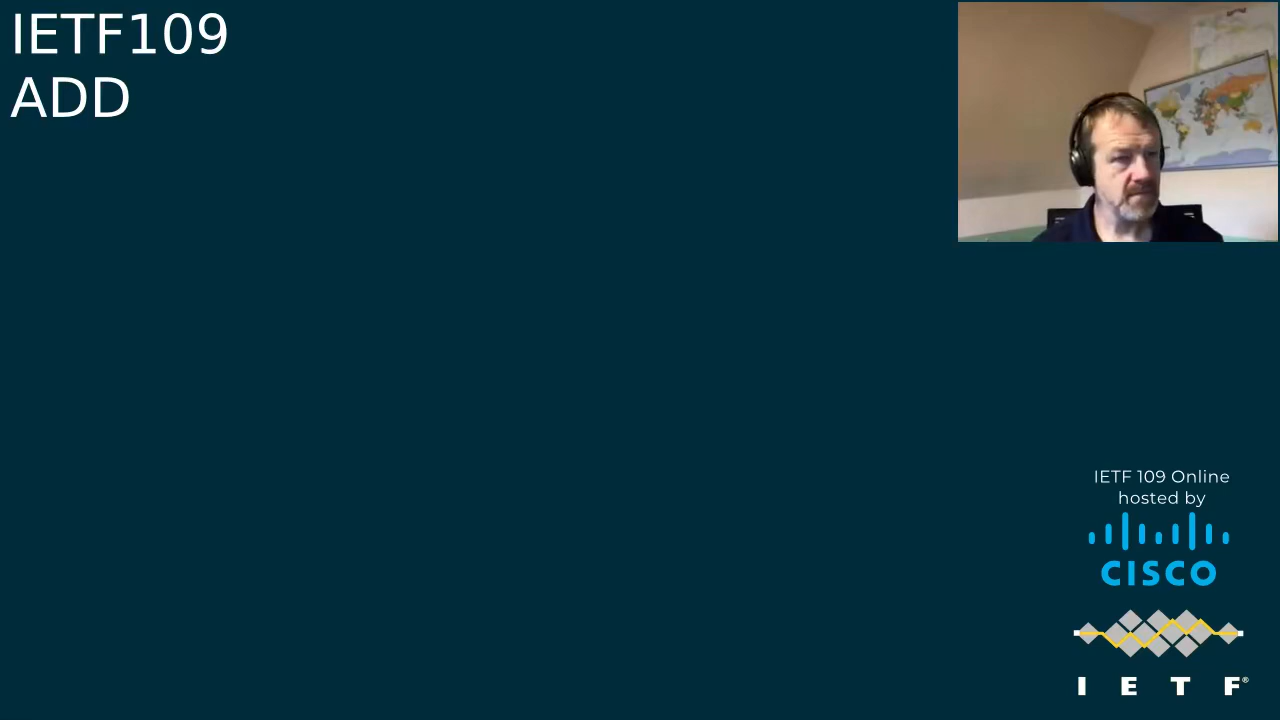 IETF109
ADD
IETF 109 Online
hosted by
CISCO
I E T F®